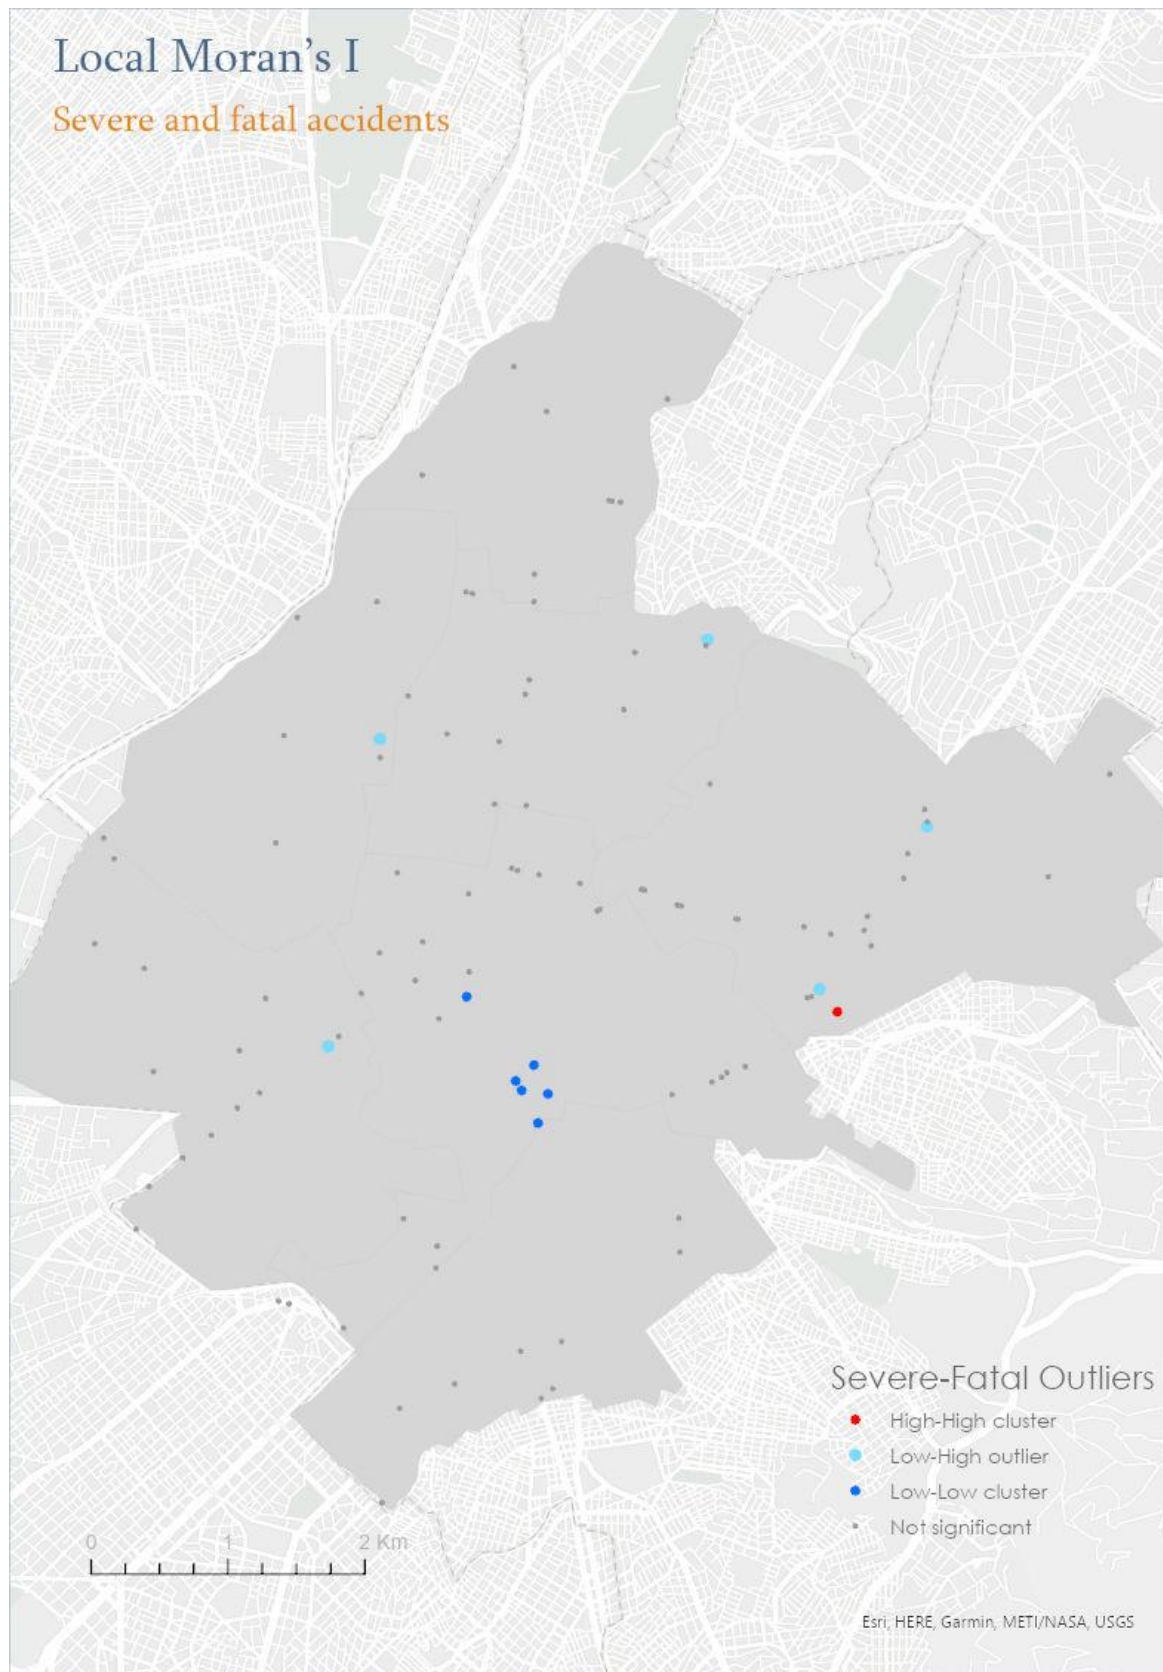 Local Moran's I
Severe and fatal accidents
Severe-Fatal Outliers
High-High cluster
Low-High outlier
Low-Low cluster
Not significant
0 1 2 Km
Esri, HERE, Garmin, METI/NASA, USGS